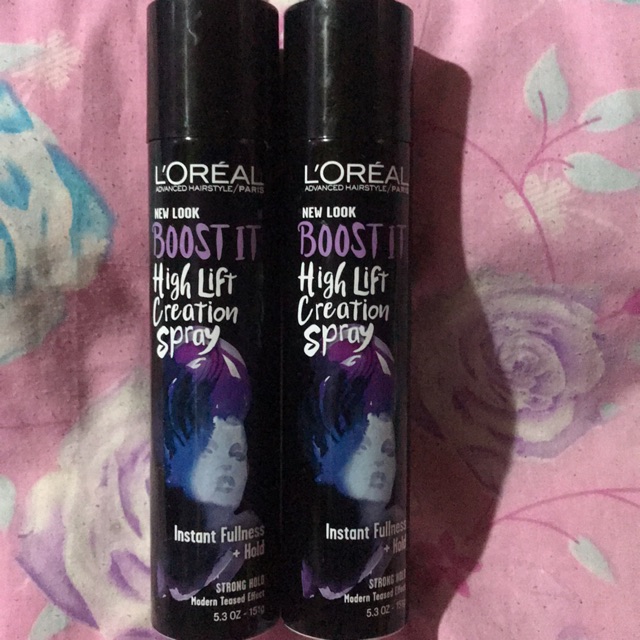 L'ORÉAL
ADVANCED HAIRSTYLE/PARIS
NEW LOOK
BOOST IT
High Lift
Creation
Spray
Instant Fullness
+ Hold
STRONG HOLD
Modern Teased Effect
5.3 OZ - 151g
L'ORÉAL
ADVANCED HAIRSTYLE/PARIS
NEW LOOK
BOOST IT
High Lift
Creation
Spray
Instant Fullness
+ Hold
STRONG HOLD
Modern Teased Effect
5.3 OZ - 151g